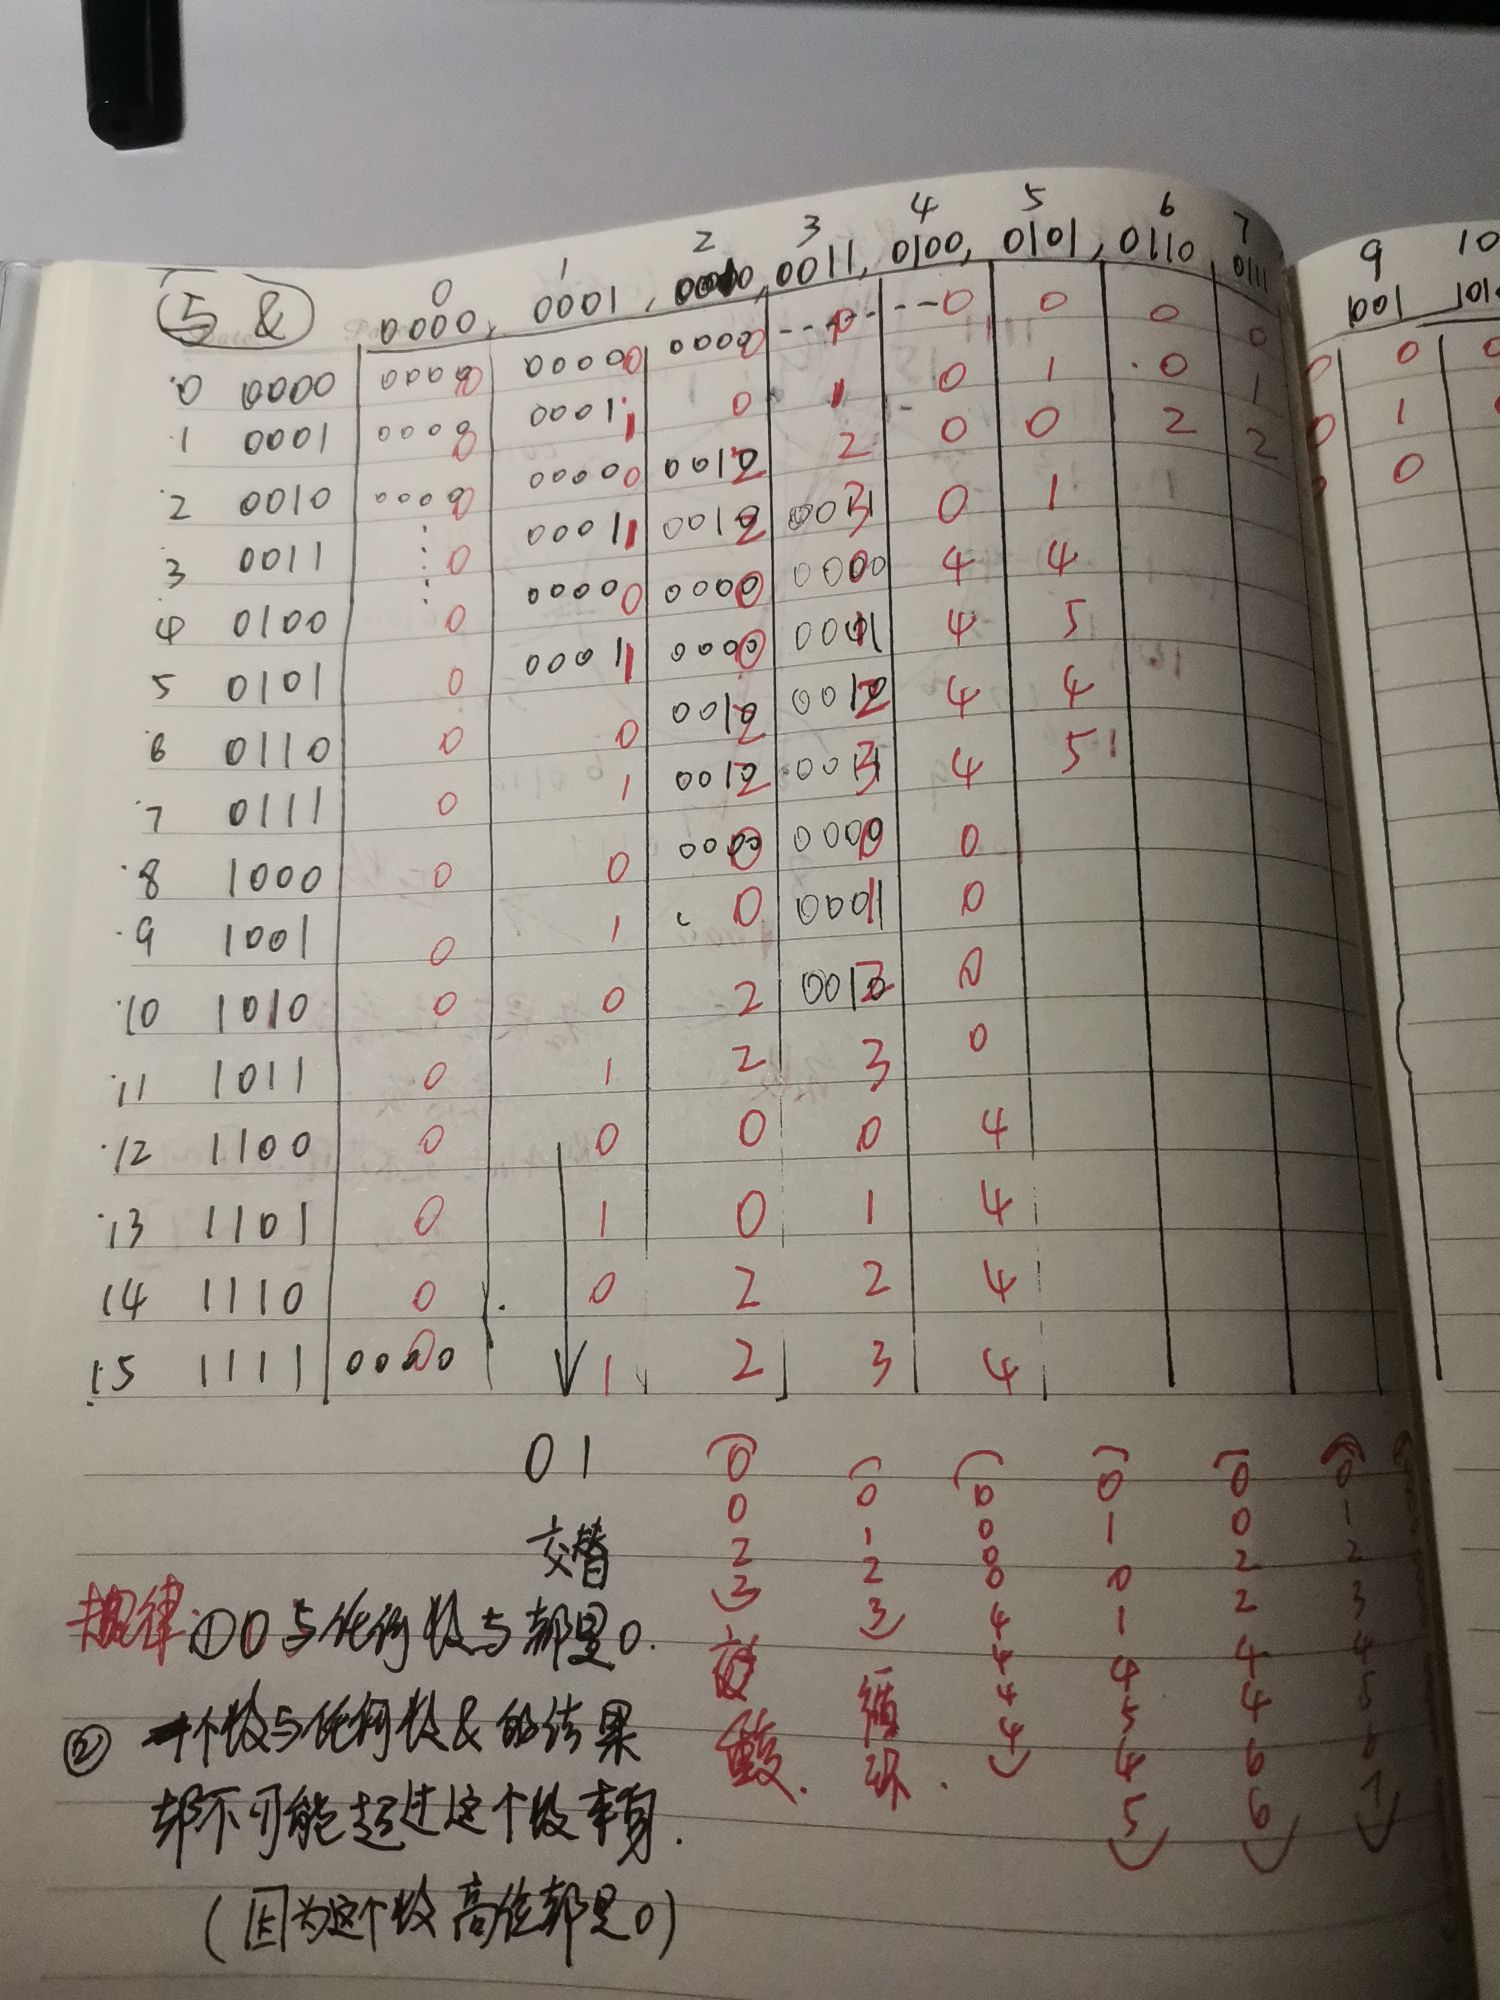 0 1 2 3 4 5 6 7 9 10
5 & 0000, 0001, 0010, 0011, 0100, 0101, 0110, 0111 1001
0 0000 0000 0 0000 0 0000 0 0 0 0 0 0 0
1 0001 0000 0 0001 1 0 1 0 1 0 1 1
2 0010 0000 0 0000 0 0010 2 2 0 0 2 2 0
3 0011 0 0001 1 0010 2 0011 3 0 1
4 0100 0 0000 0 0000 0 0000 0 4 4
5 0101 0 0001 1 0000 0 0001 1 4 5
6 0110 0 0 0010 2 0010 2 4 4
7 0111 0 1 0010 2 0011 3 4 5
8 1000 0 0 0000 0 0000 0 0
9 1001 0 1 0 0001 1 0
10 1010 0 0 2 0010 2 0
11 1011 0 1 2 3 0
12 1100 0 0 0 0 4
13 1101 0 1 0 1 4
14 1110 0 0 2 2 4
15 1111 0000 0 1 2 3 4
01 0 0 0 0 0 0
0 1 0 1 0 1
交替 2 2 0 0 2 2
2 3 0 1 2 3
4 4 4 4
4 5 4 5
4 4 6 6
4 5 6 7
重复. 循环.
规律: ①0与任何数与都是0.
② 一个数与任何数&的结果
都不可能超过这个数本身.
(因为这个数高位都是0)